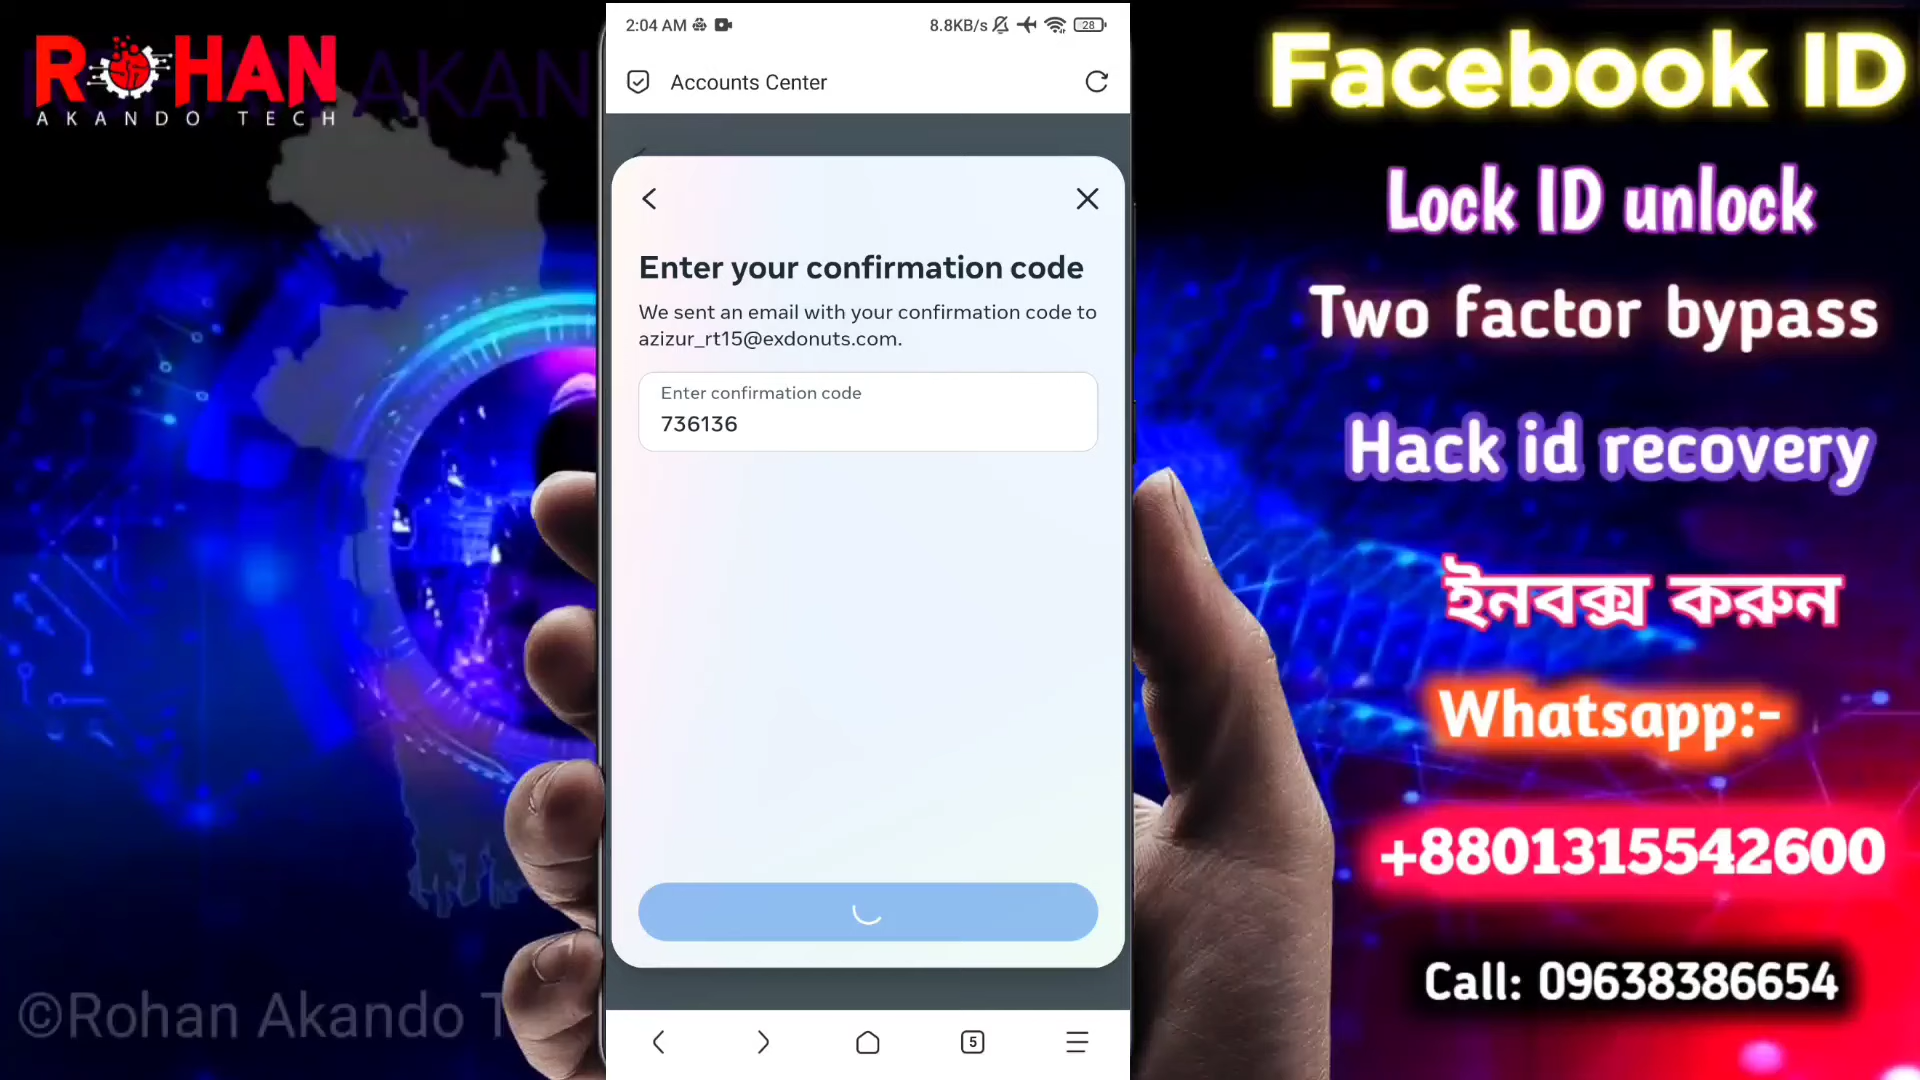 ROHAN
AKANDO TECH
AKAN
2:04 AM
8.8KB/s
28
Accounts Center
Enter your confirmation code
We sent an email with your confirmation code to
azizur_rt15@exdonuts.com.
Enter confirmation code
736136
5
Facebook ID
Lock ID unlock
Two factor bypass
Hack id recovery
ইনবক্স করুন
Whatsapp:-
+8801315542600
Call: 09638386654
©Rohan Akando T